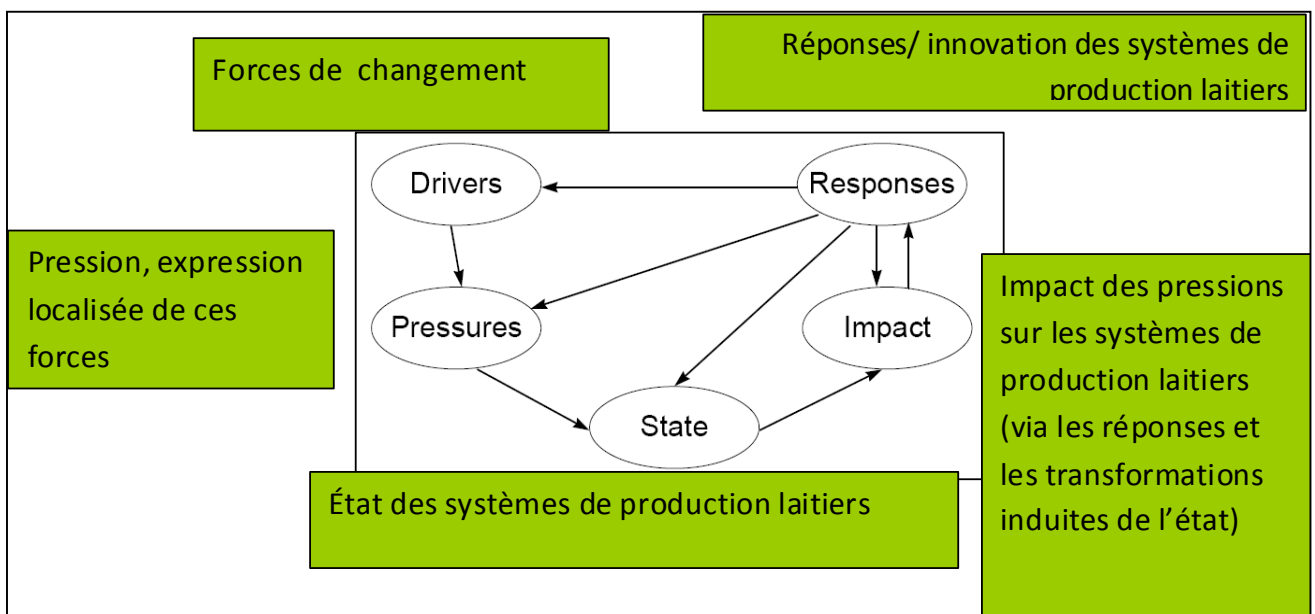 Forces de changement
Réponses/ innovation des systèmes de
production laitiers
Drivers
Responses
Pression, expression
localisée de ces
forces
Pressures
Impact
Impact des pressions
sur les systèmes de
production laitiers
(via les réponses et
les transformations
induites de l’état)
State
État des systèmes de production laitiers